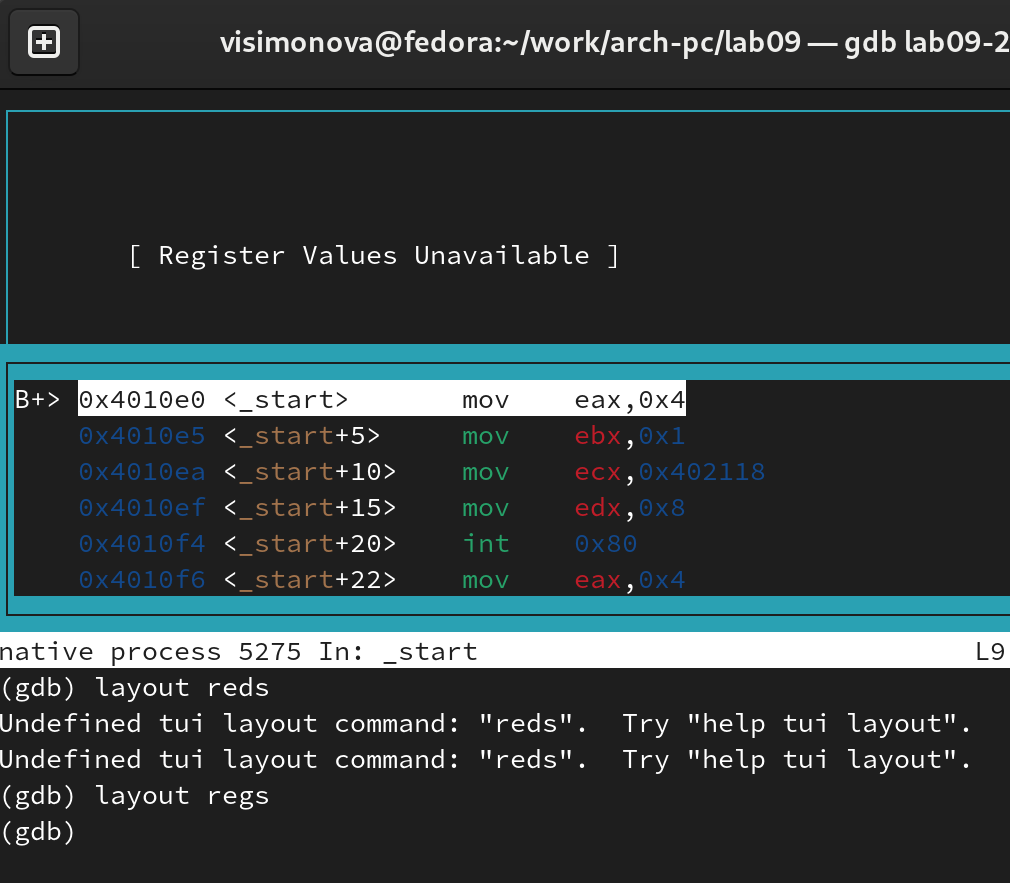 visimonova@fedora:~/work/arch-pc/lab09 — gdb lab09-2
[ Register Values Unavailable ]
B+> 0x4010e0 <_start> mov eax,0x4
0x4010e5 <_start+5> mov ebx,0x1
0x4010ea <_start+10> mov ecx,0x402118
0x4010ef <_start+15> mov edx,0x8
0x4010f4 <_start+20> int 0x80
0x4010f6 <_start+22> mov eax,0x4
native process 5275 In: _start L9
(gdb) layout reds
Undefined tui layout command: "reds". Try "help tui layout".
Undefined tui layout command: "reds". Try "help tui layout".
(gdb) layout regs
(gdb)